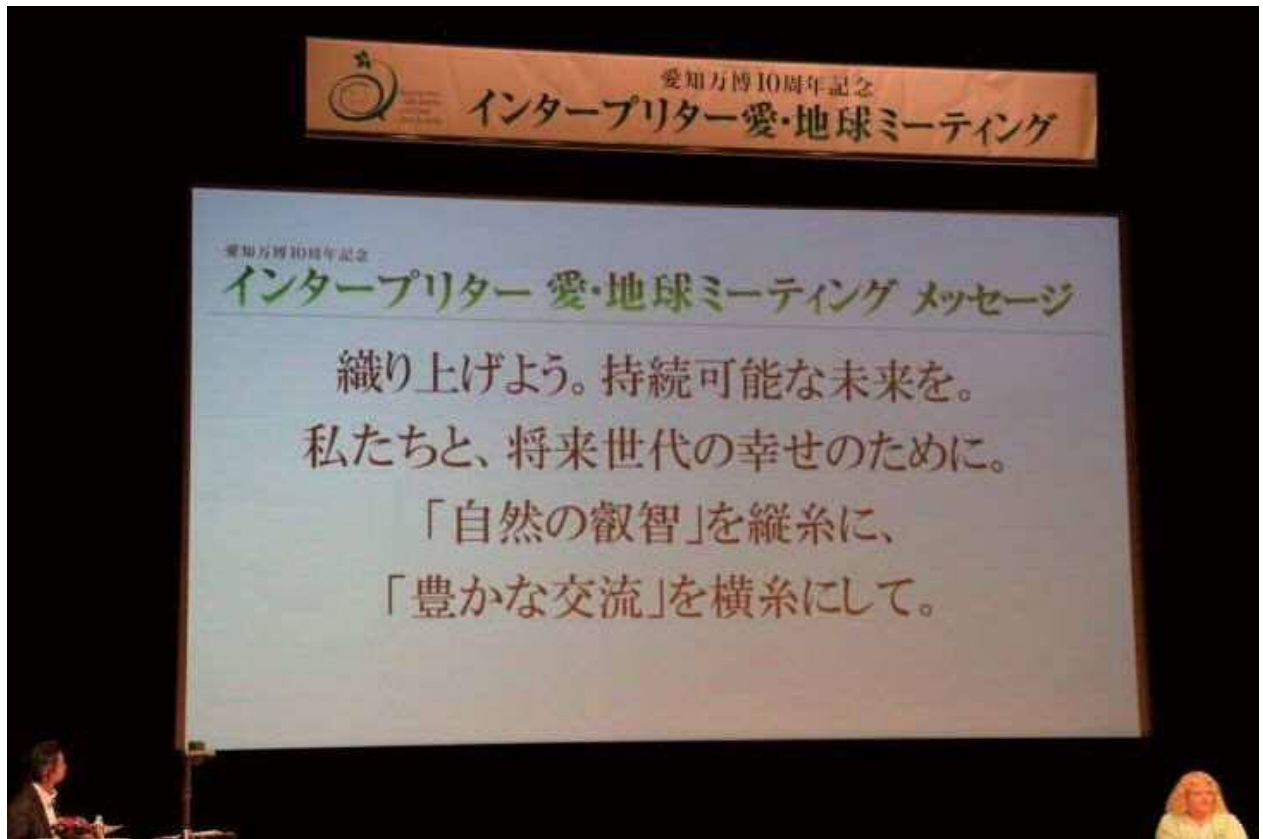 愛知万博10周年記念
インタープリター愛・地球ミーティング
愛知万博10周年記念
インタープリター 愛・地球ミーティング メッセージ
織り上げよう。持続可能な未来を。
私たちと、将来世代の幸せのために。
「自然の叡智」を縦糸に、
「豊かな交流」を横糸にして。